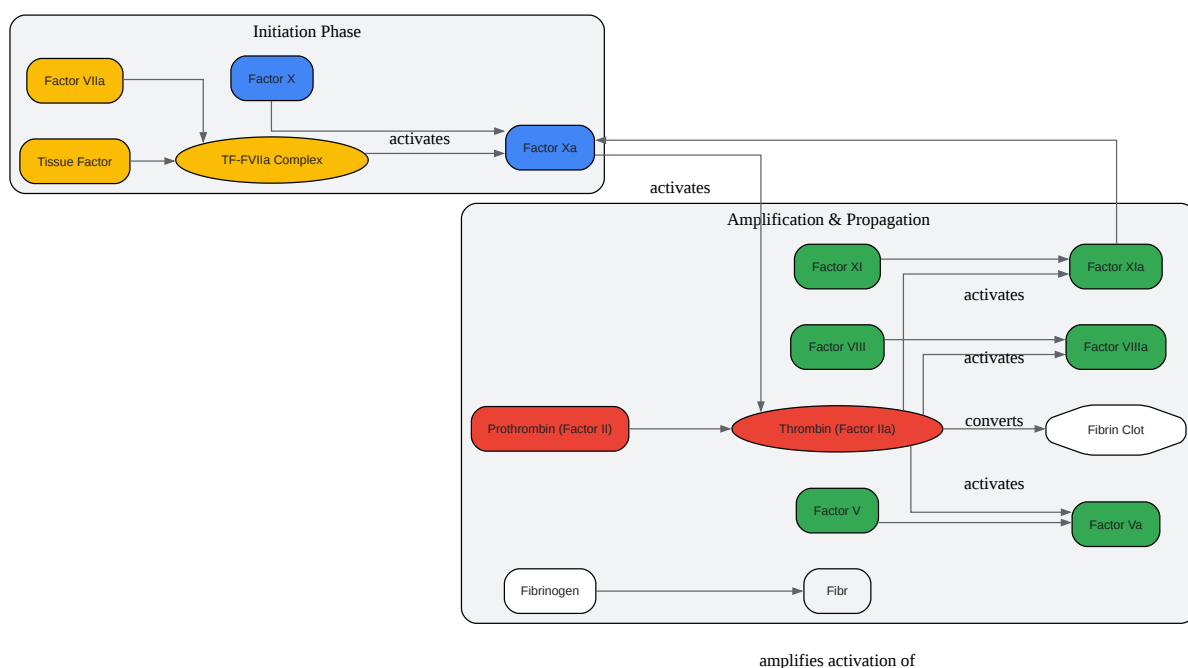 Initiation Phase
Factor VIIa
Factor X
activates
Factor Xa
Tissue Factor
TF-FVIIa Complex
activates
Amplification & Propagation
Factor XI
Factor XIa
activates
Factor VIII
Factor VIIIa
activates
Prothrombin (Factor II)
Thrombin (Factor IIa)
converts
Fibrin Clot
activates
Factor V
Factor Va
Fibrinogen
Fibr
amplifies activation of